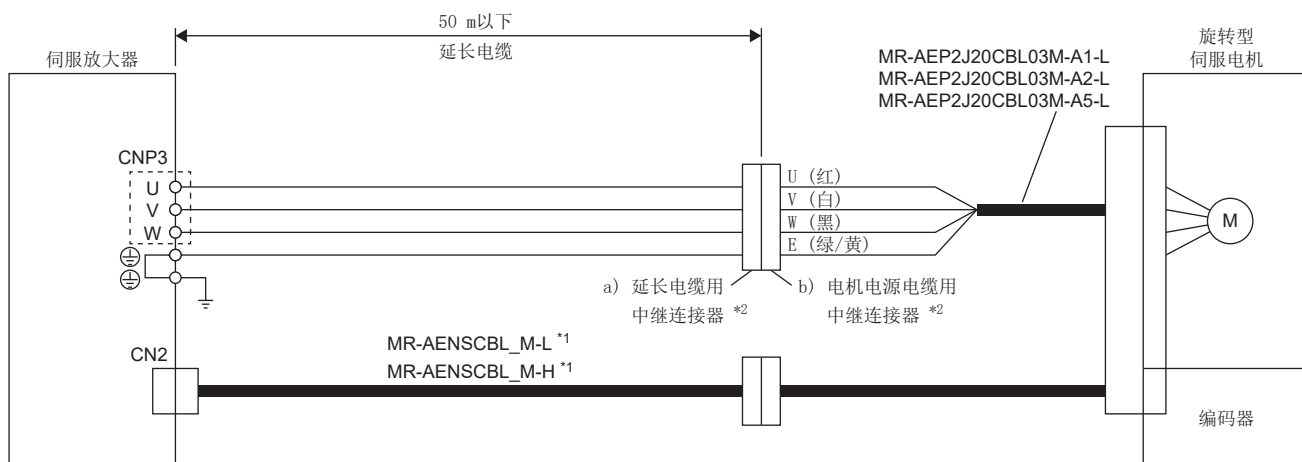 50 m以下
延长电缆
伺服放大器
MR-AEP2J20CBL03M-A1-L
MR-AEP2J20CBL03M-A2-L
MR-AEP2J20CBL03M-A5-L
旋转型
伺服电机
CNP3
U
V
W
U (红)
V (白)
W (黑)
E (绿/黄)
M
a) 延长电缆用
中继连接器 *2
b) 电机电源电缆用
中继连接器 *2
CN2
MR-AENSCBL_M-L *1
MR-AENSCBL_M-H *1
编码器